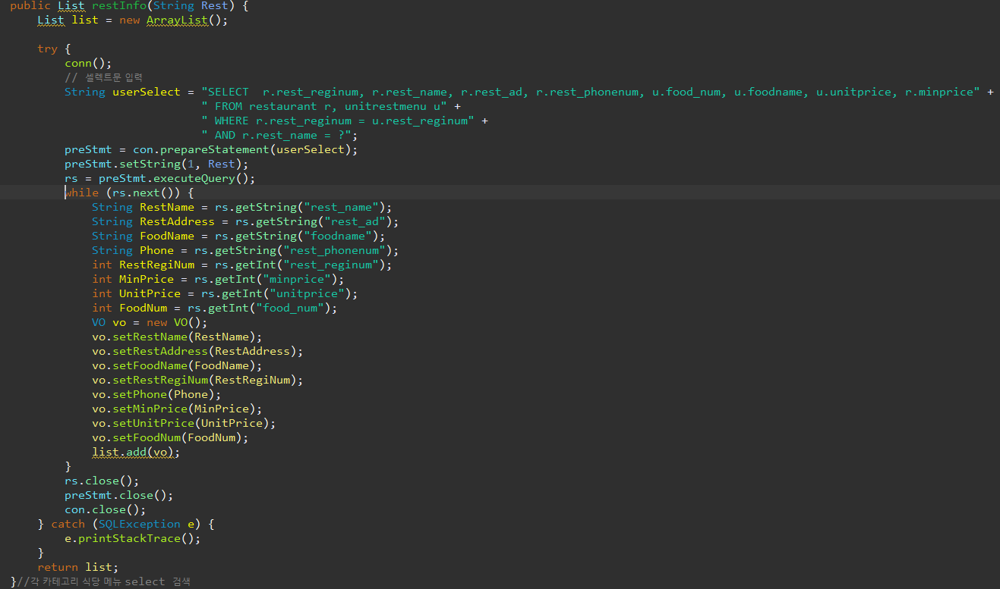 public List restInfo(String Rest) {
List list = new ArrayList();
try {
conn();
// 셀렉트문 입력
String userSelect = "SELECT  r.rest_reginum, r.rest_name, r.rest_ad, r.rest_phonenum, u.food_num, u.foodname, u.unitprice, r.minprice" +
" FROM restaurant r, unitrestmenu u" +
" WHERE r.rest_reginum = u.rest_reginum" +
" AND r.rest_name = ?";
preStmt = con.prepareStatement(userSelect);
preStmt.setString(1, Rest);
rs = preStmt.executeQuery();
while (rs.next()) {
String RestName = rs.getString("rest_name");
String RestAddress = rs.getString("rest_ad");
String FoodName = rs.getString("foodname");
String Phone = rs.getString("rest_phonenum");
int RestRegiNum = rs.getInt("rest_reginum");
int MinPrice = rs.getInt("minprice");
int UnitPrice = rs.getInt("unitprice");
int FoodNum = rs.getInt("food_num");
VO vo = new VO();
vo.setRestName(RestName);
vo.setRestAddress(RestAddress);
vo.setFoodName(FoodName);
vo.setRestRegiNum(RestRegiNum);
vo.setPhone(Phone);
vo.setMinPrice(MinPrice);
vo.setUnitPrice(UnitPrice);
vo.setFoodNum(FoodNum);
list.add(vo);
}
rs.close();
preStmt.close();
con.close();
} catch (SQLException e) {
e.printStackTrace();
}
return list;
}//각 카테고리 식당 메뉴 select 검색